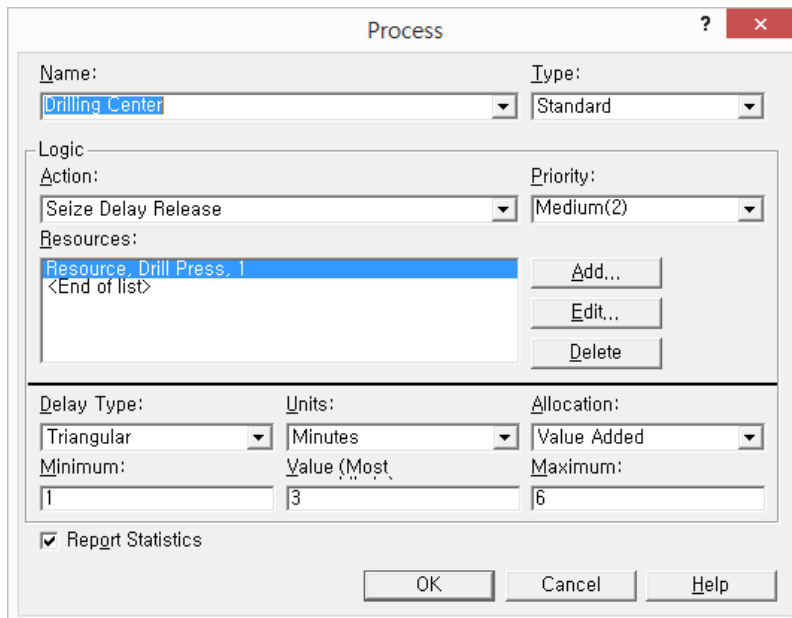 Process
?
Name:
Type:
Drilling Center
Standard
Logic
Action:
Priority:
Seize Delay Release
Medium(2)
Resources:
Resource, Drill Press, 1
<End of list>
Add...
Edit...
Delete
Delay Type:
Units:
Allocation:
Triangular
Minutes
Value Added
Minimum:
Value (Most
Maximum:
1
3
6
Report Statistics
OK
Cancel
Help